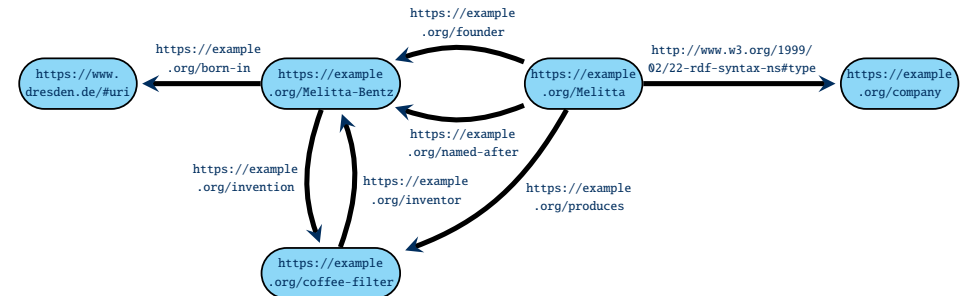 https://example
.org/founder
https://example
.org/born-in
http://www.w3.org/1999/
02/22-rdf-syntax-ns#type
https://www.
dresden.de/#uri
https://example
.org/Melitta-Bentz
https://example
.org/Melitta
https://example
.org/company
https://example
.org/named-after
https://example
.org/invention
https://example
.org/inventor
https://example
.org/produces
https://example
.org/coffee-filter